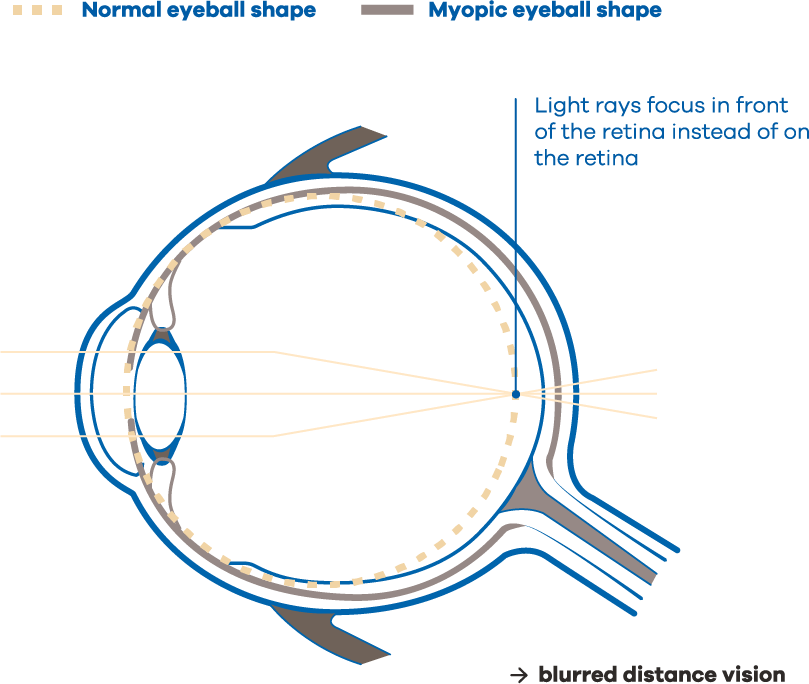 Normal eyeball shape
Myopic eyeball shape
Light rays focus in front
of the retina instead of on
the retina
→ blurred distance vision